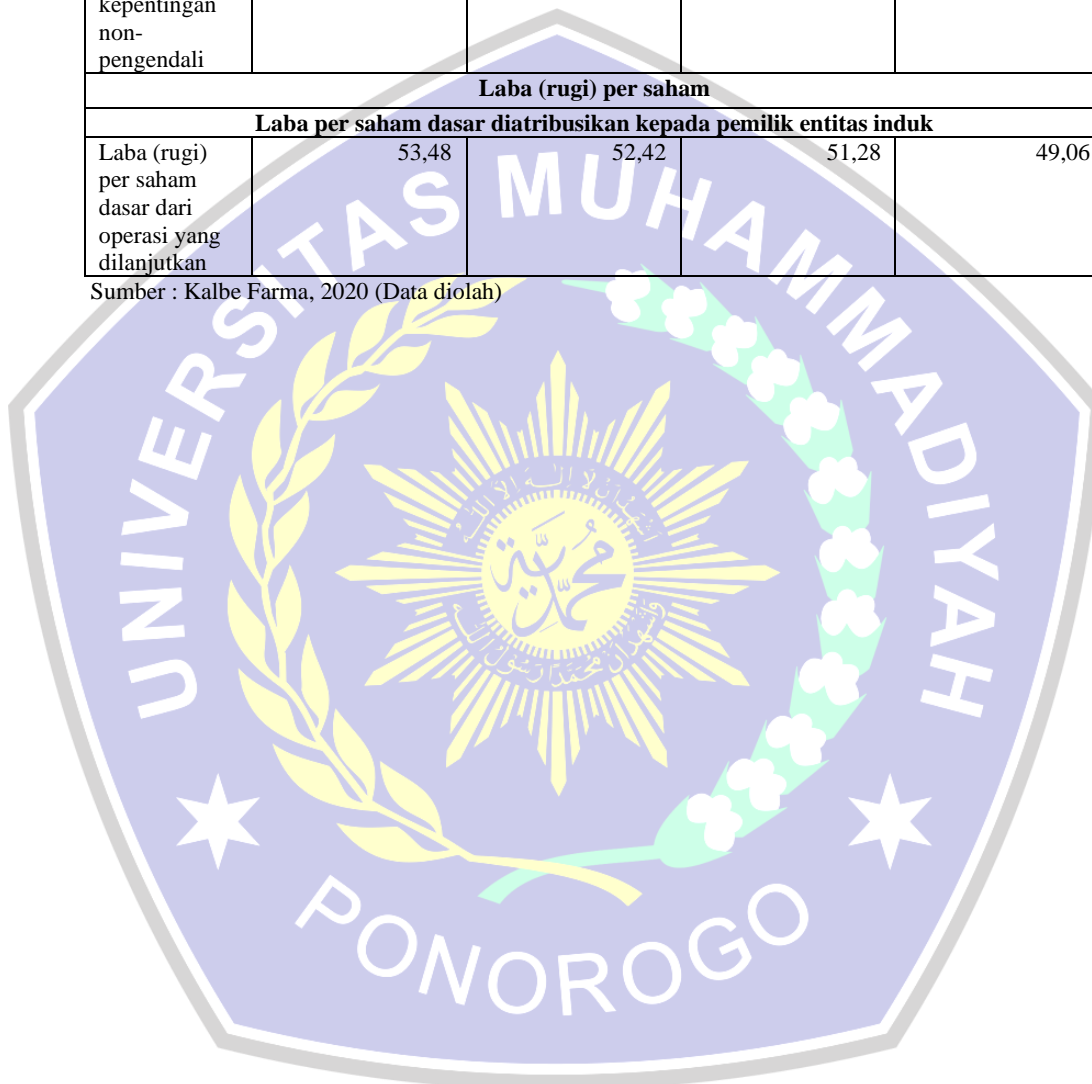 kepentingan
non-
pengendali
Laba (rugi) per saham
Laba per saham dasar diatribusikan kepada pemilik entitas induk
Laba (rugi) 53,48 52,42 51,28 49,06
per saham
dasar dari
operasi yang
dilanjutkan
Sumber : Kalbe Farma, 2020 (Data diolah)
UNIVERSITAS MUHAMMADIYAH
محمدية
PONOROGO